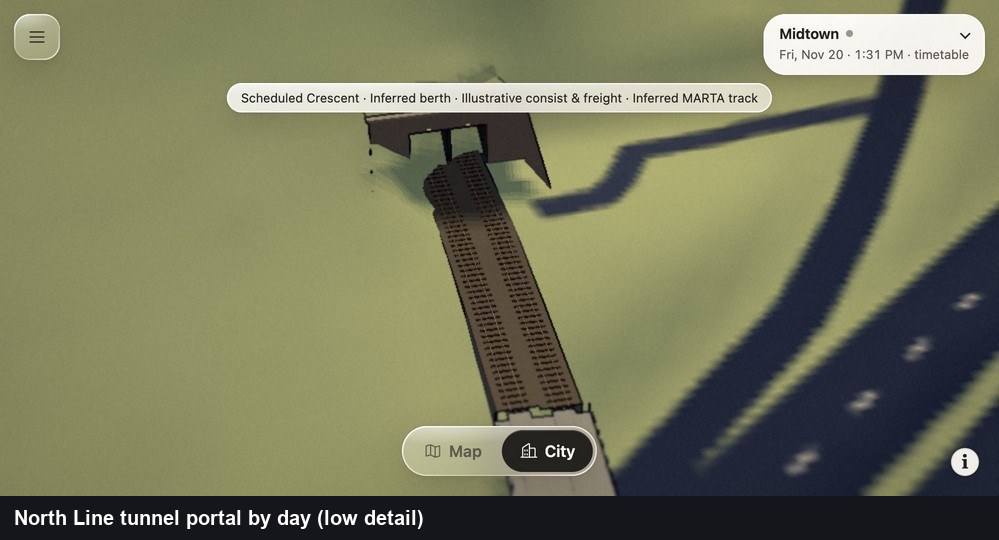 Midtown
Fri, Nov 20 · 1:31 PM · timetable
Scheduled Crescent · Inferred berth · Illustrative consist & freight · Inferred MARTA track
Map
City
i
North Line tunnel portal by day (low detail)